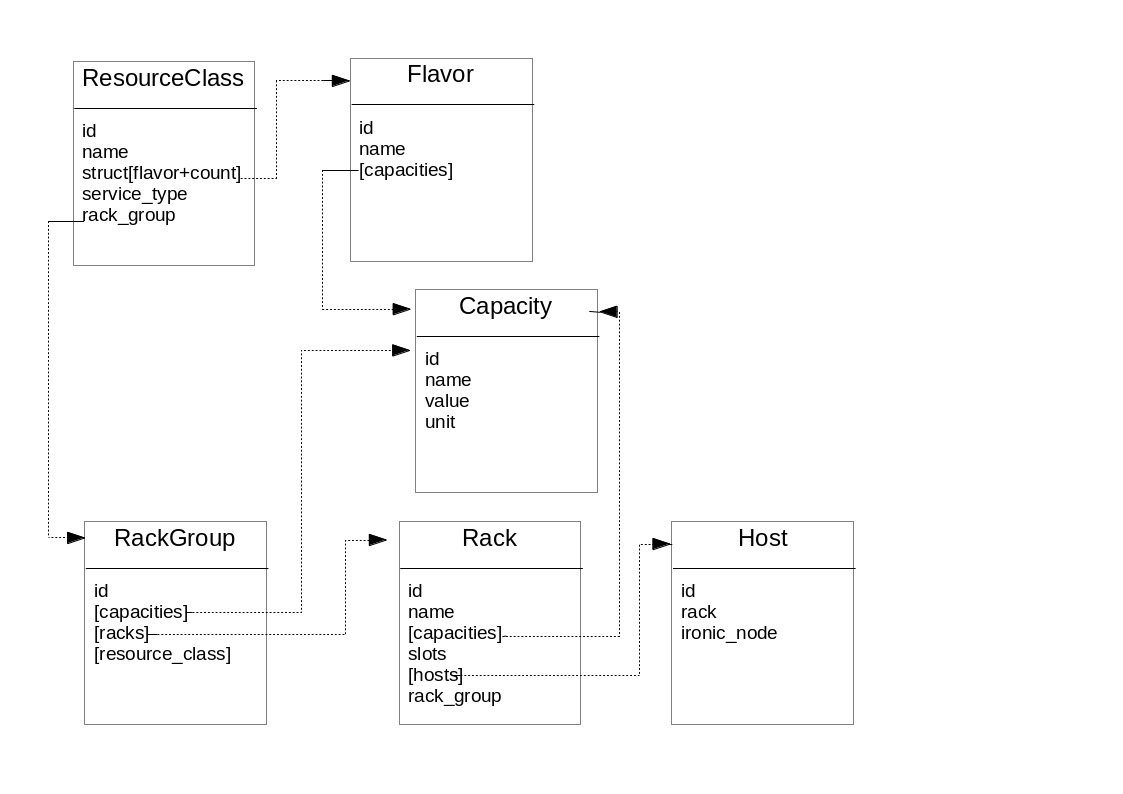 ResourceClass
id
name
struct[flavor+count]
service_type
rack_group
Flavor
id
name
[capacities]
Capacity
id
name
value
unit
RackGroup
id
[capacities]
[racks]
[resource_class]
Rack
id
name
[capacities]
slots
[hosts]
rack_group
Host
id
rack
ironic_node